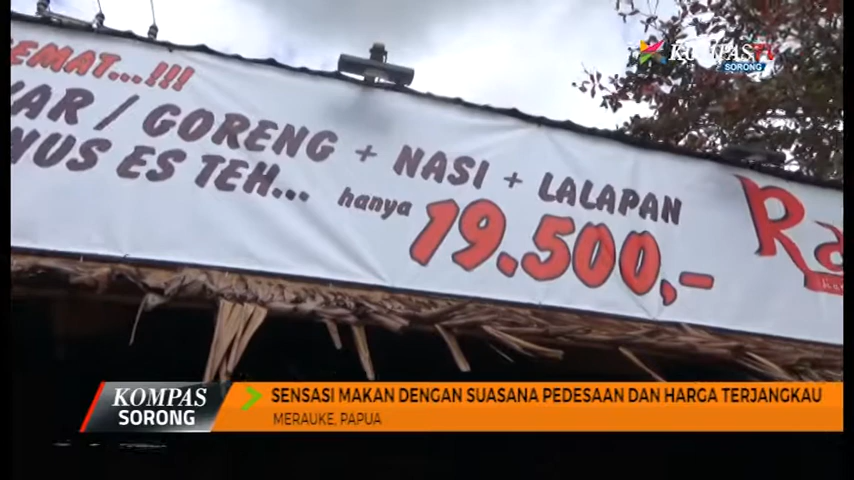 KOMPAS TV
SORONG
EMAT...!!!
KAR / GORENG + NASI + LALAPAN
NUS ES TEH... hanya 19.500,-
KOMPAS
SORONG
SENSASI MAKAN DENGAN SUASANA PEDESAAN DAN HARGA TERJANGKAU
MERAUKE, PAPUA